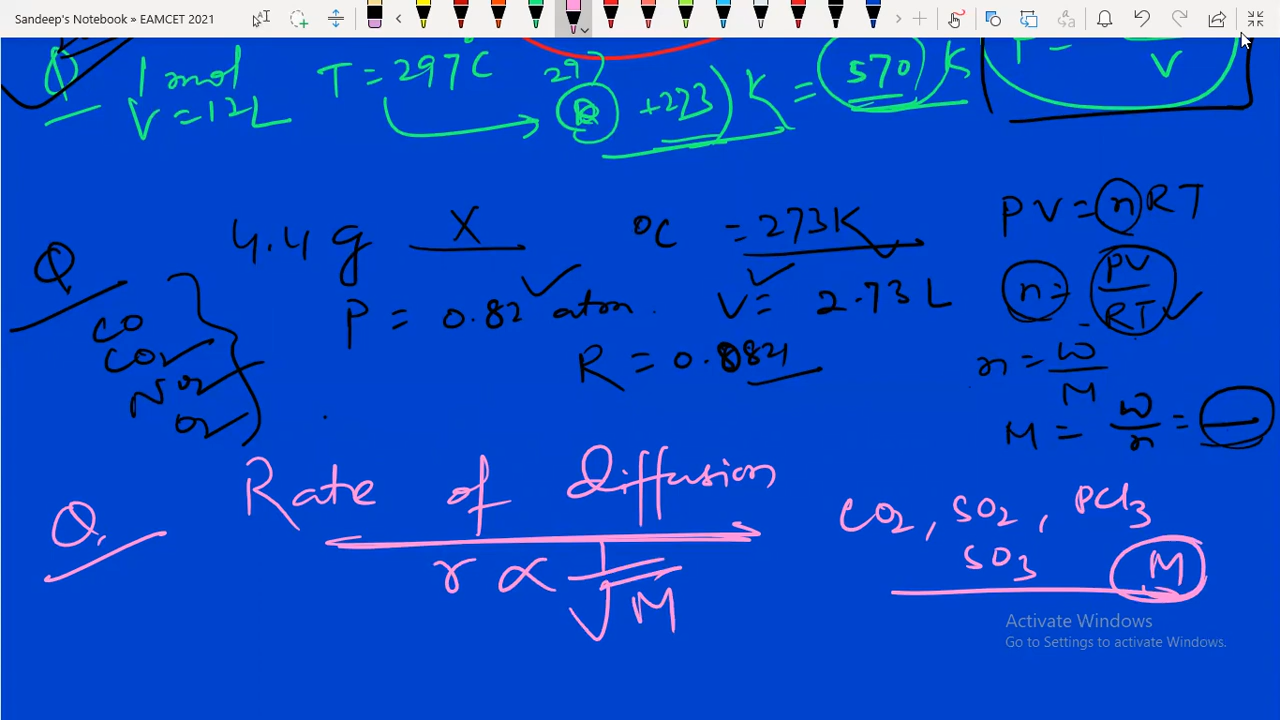 Sandeep's Notebook » EAMCET 2021
Q 1 mol T = 297°C 297 +273) K = 570 K
V = 12L V
Q 4.4 g X 0°C = 273K PV = nRT
CO P = 0.82 atm. V = 2.73 L n = PV/RT
CO2 R = 0.0821 n = w/M
NO2
O2 M = w/n = —
Q. Rate of diffusion CO2, SO2, PCl3
r ∝ 1/√M SO3 M
Activate Windows
Go to Settings to activate Windows.